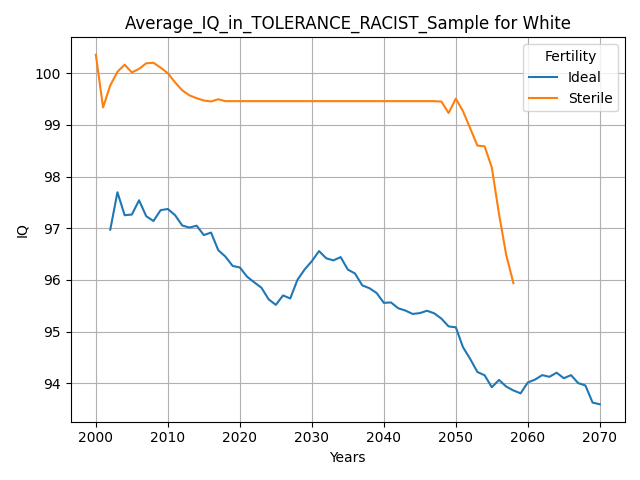 Average_IQ_in_TOLERANCE_RACIST_Sample for White
Fertility
Ideal
Sterile
IQ
100
99
98
97
96
95
94
2000 2010 2020 2030 2040 2050 2060 2070
Years